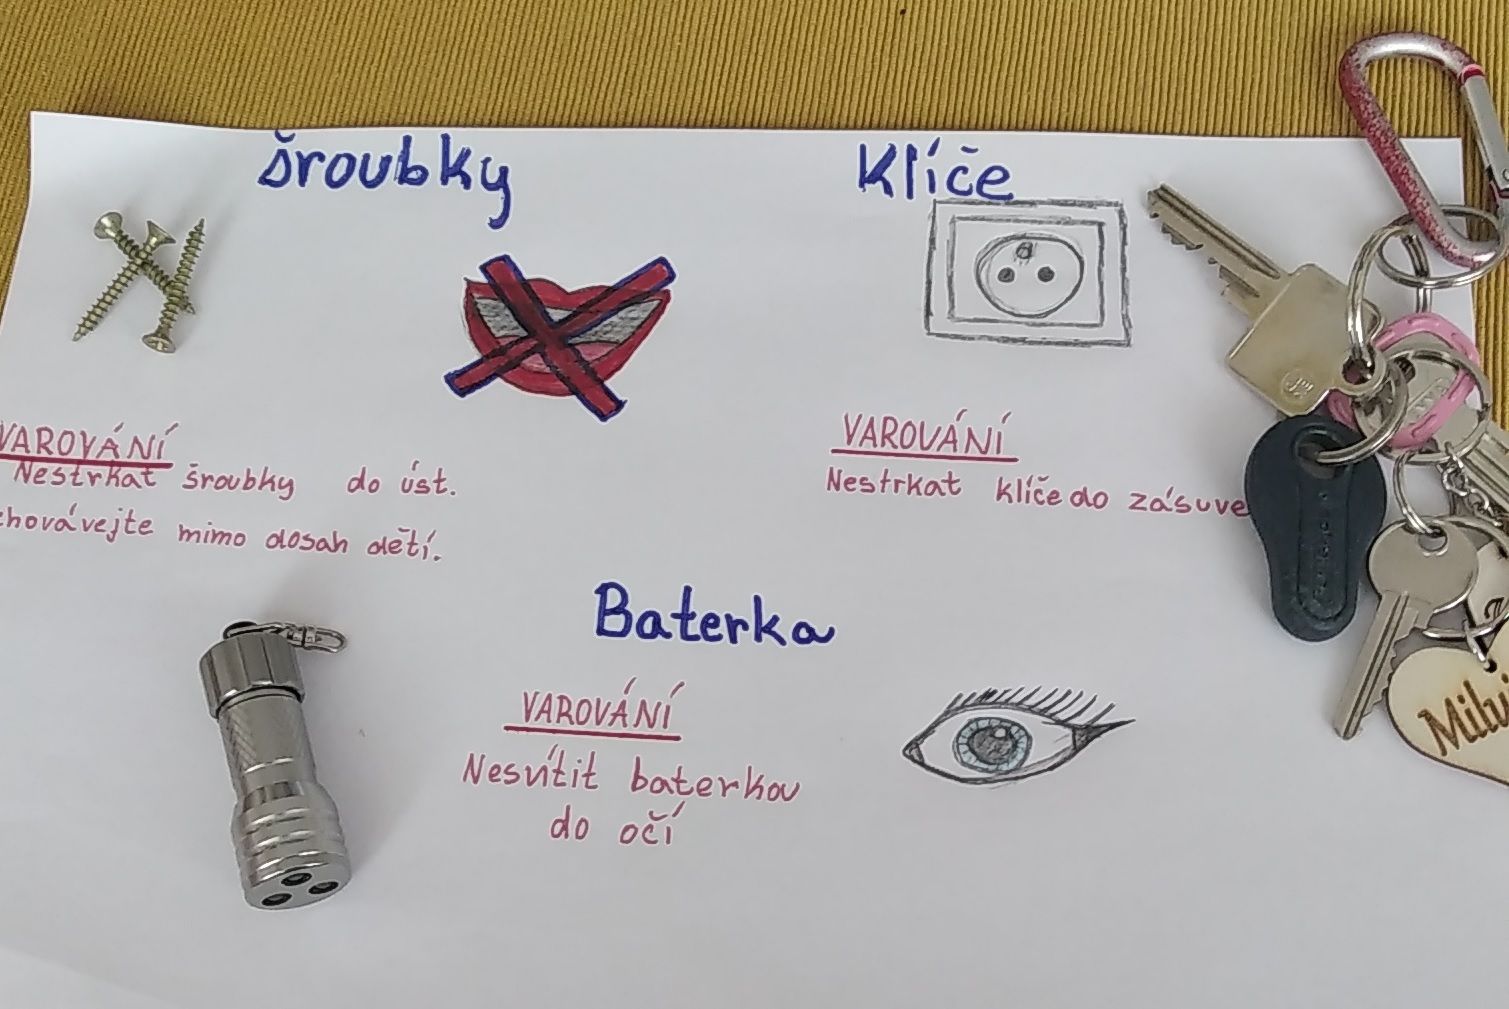 Šroubky
Klíče
VAROVÁNÍ
Nestrkat šroubky do úst.
chovávejte mimo dosah dětí.
VAROVÁNÍ
Nestrkat klíče do zásuve
Baterka
VAROVÁNÍ
Nesvítit baterkou
do očí
Milu